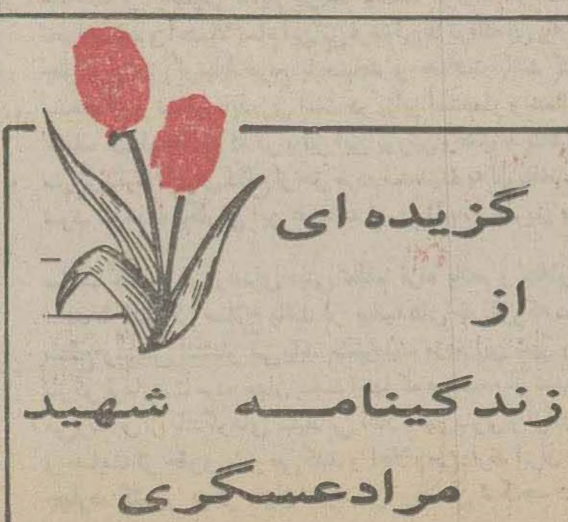 گزیده ای
از
زندگینامه شهید
مرادعسگری